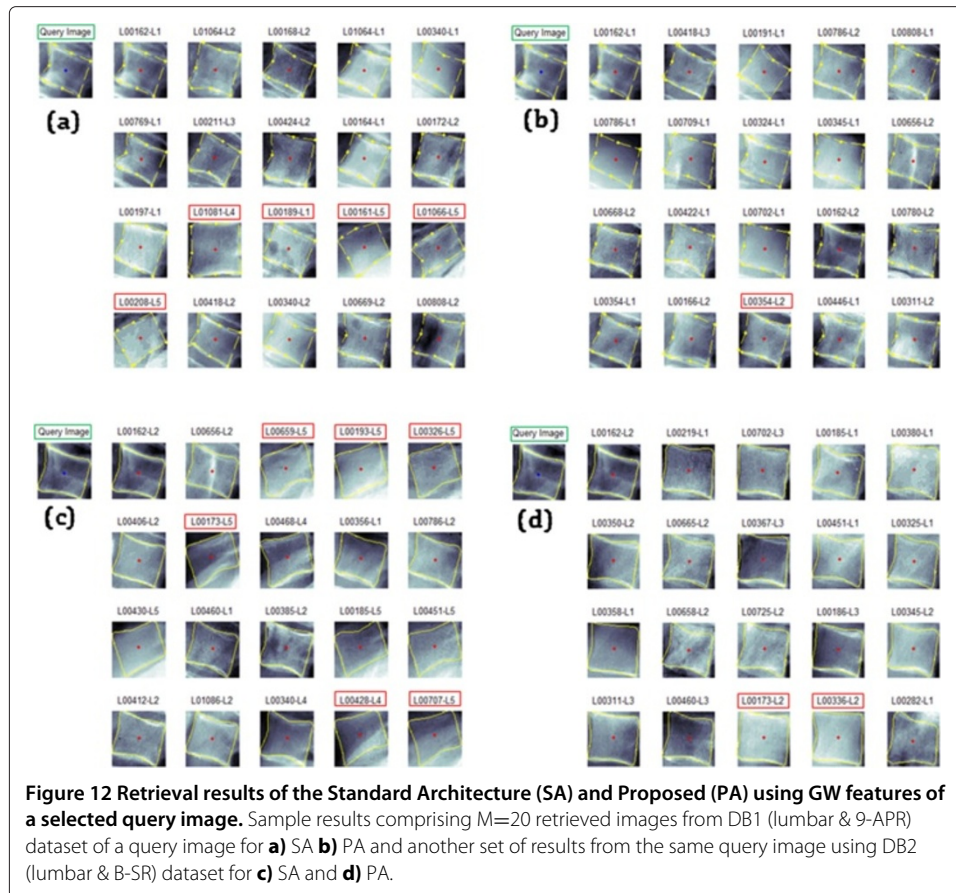 Query Image L00162-L1 L01064-L2 L00168-L2 L01064-L1 L00340-L1
(a)
L00769-L1 L00211-L3 L00424-L2 L00164-L1 L00172-L2
L00197-L1 L01081-L4 L00189-L1 L00161-L5 L01066-L5
L00208-L5 L00418-L2 L00340-L2 L00669-L2 L00808-L2
Query Image L00162-L1 L00418-L3 L00191-L1 L00786-L2 L00808-L1
(b)
L00786-L1 L00709-L1 L00324-L1 L00345-L1 L00656-L2
L00668-L2 L00422-L1 L00702-L1 L00162-L2 L00780-L2
L00354-L1 L00166-L2 L00354-L2 L00446-L1 L00311-L2
Query Image L00162-L2 L00656-L2 L00659-L5 L00193-L5 L00326-L5
(c)
L00406-L2 L00173-L5 L00468-L4 L00356-L1 L00786-L2
L00430-L5 L00460-L1 L00385-L2 L00185-L5 L00451-L5
L00412-L2 L01086-L2 L00340-L4 L00428-L4 L00707-L5
Query Image L00162-L2 L00219-L1 L00702-L3 L00185-L1 L00380-L1
(d)
L00350-L2 L00665-L2 L00367-L3 L00451-L1 L00325-L1
L00358-L1 L00658-L2 L00725-L2 L00186-L3 L00345-L2
L00311-L3 L00460-L3 L00173-L2 L00336-L2 L00282-L1
Figure 12 Retrieval results of the Standard Architecture (SA) and Proposed (PA) using GW features of
a selected query image. Sample results comprising M=20 retrieved images from DB1 (lumbar & 9-APR)
dataset of a query image for a) SA b) PA and another set of results from the same query image using DB2
(lumbar & B-SR) dataset for c) SA and d) PA.